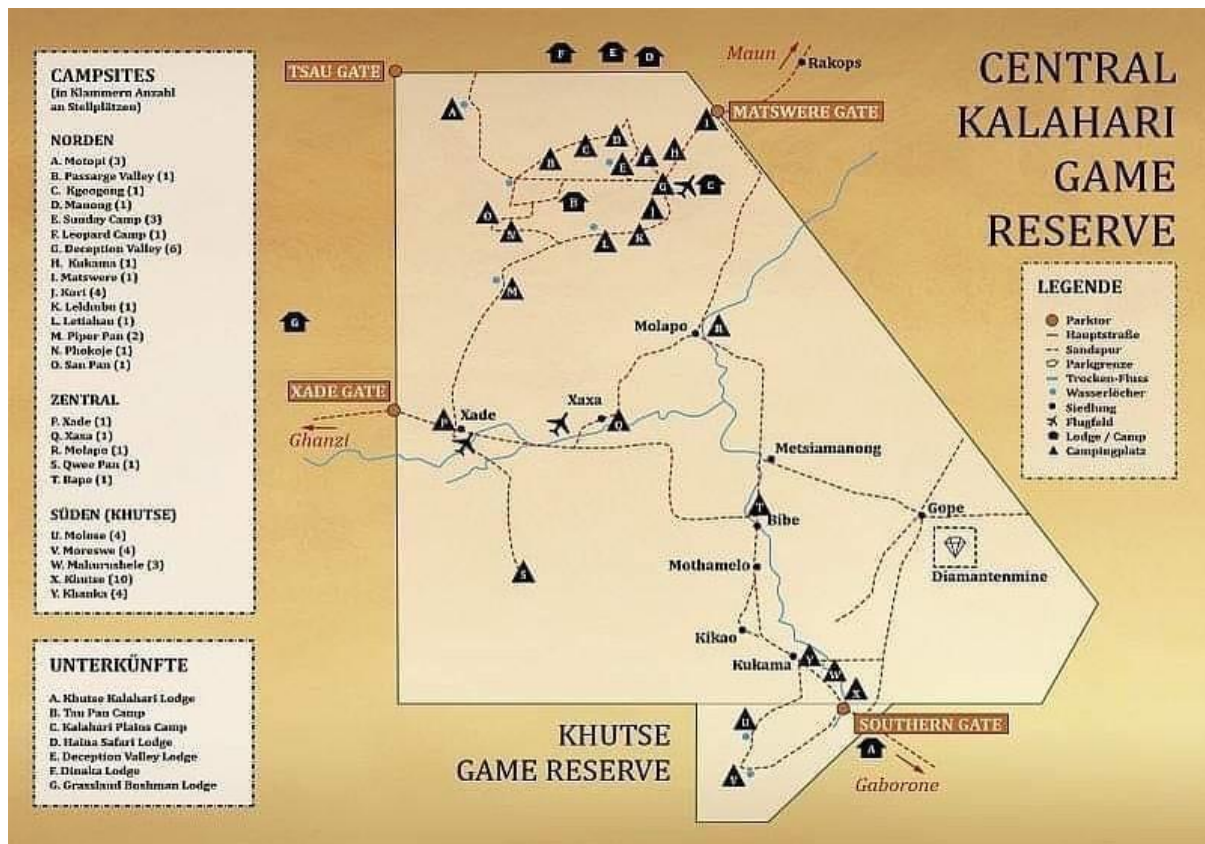 CENTRAL
KALAHARI
GAME
RESERVE
CAMPSITES
(in Klammern Anzahl
an Stellplätzen)
NORDEN
A. Motopi (3)
B. Passarge Valley (1)
C. (1)
D. Manong (1)
E. Sunday Camp (3)
F. Leopard Camp (1)
G. Deception Valley (6)
H. Kukama (1)
I. Matswere (1)
J. Kori (4)
K. (1)
L. Letiahau (1)
M. Piper Pan (2)
N. Phokoje (1)
O. San Pan (1)
ZENTRAL
P. Xade (1)
Q. Xaxa (1)
R. Molapo (1)
S. Qwee Pan (1)
T. Bape (1)
SÜDEN (KHUTSE)
U. Molose (4)
V. Moreswe (4)
W. Mahurushele (3)
X. Khutse (10)
Y. Khanka (4)
UNTERKÜNFTE
A. Khutse Kalahari Lodge
B. Tau Pan Camp
C. Kalahari Plains Camp
D. Haina Safari Lodge
E. Deception Valley Lodge
F. Dinaka Lodge
G. Grassland Bushman Lodge
LEGENDE
Parktor
Hauptstraße
Sandspur
Parkgrenze
Trocken-Fluss
Wasserlöcher
Siedlung
Flugfeld
Lodge / Camp
Campingplatz
F
E
D
Maun
Rakops
TSAU GATE
MATSWERE GATE
A
I
D
C
H
B
E
F
G
C
B
O
J
N
L
K
M
G
Molapo
R
XADE GATE
Ghanzi
P
Xade
Xaxa
Q
Metsiamanong
T
Bibe
Gope
Diamantenmine
Mothamelo
S
Kikao
Kukama
Y
W
X
SOUTHERN GATE
U
V
A
Gaborone
KHUTSE
GAME RESERVE